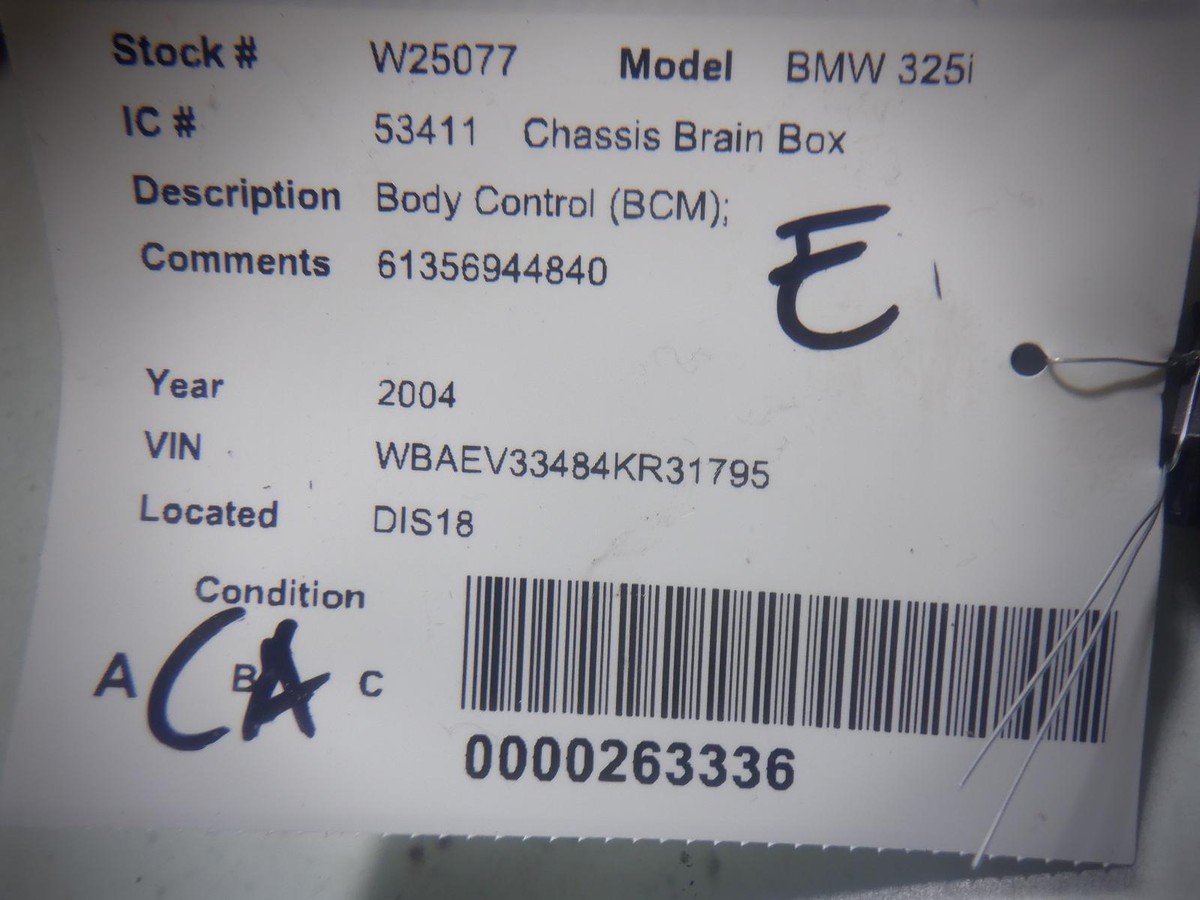 Stock # W25077 Model BMW 325i
IC # 53411 Chassis Brain Box
Description Body Control (BCM);
Comments 61356944840
E
Year 2004
VIN WBAEV33484KR31795
Located DIS18
Condition
A B C
CA
0000263336